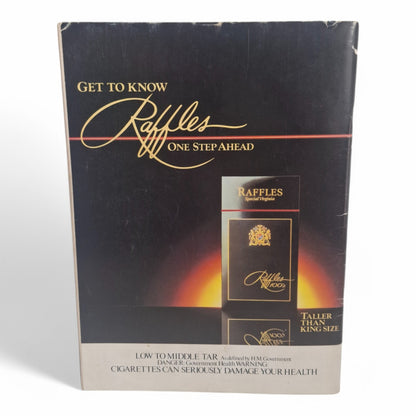 GET TO KNOW
Raffles
ONE STEP AHEAD
RAFFLES
Special Virginia
Raffles
100's
TALLER
THAN
KING SIZE
LOW TO MIDDLE TAR As defined by H.M. Government
DANGER: Government Health WARNING:
CIGARETTES CAN SERIOUSLY DAMAGE YOUR HEALTH